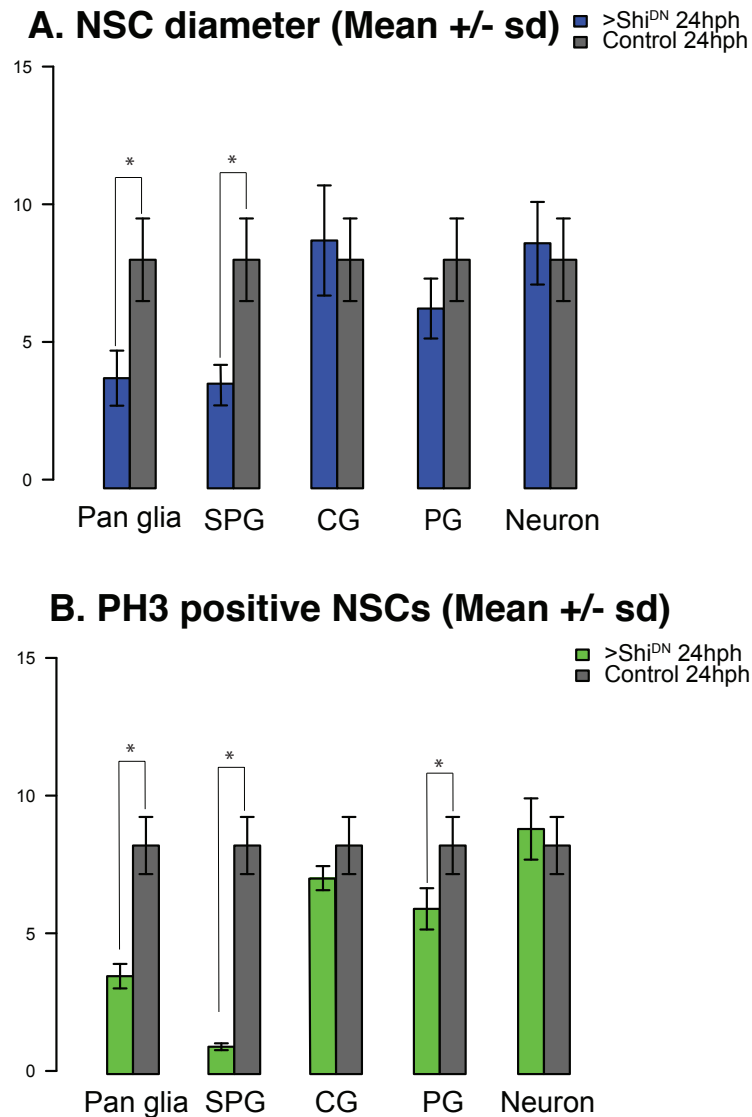 A. NSC diameter (Mean +/- sd)
>Shi^DN 24hph
Control 24hph
15
*
*
10
5
0
Pan glia SPG CG PG Neuron
B. PH3 positive NSCs (Mean +/- sd)
>Shi^DN 24hph
Control 24hph
15
*
*
*
10
5
0
Pan glia SPG CG PG Neuron